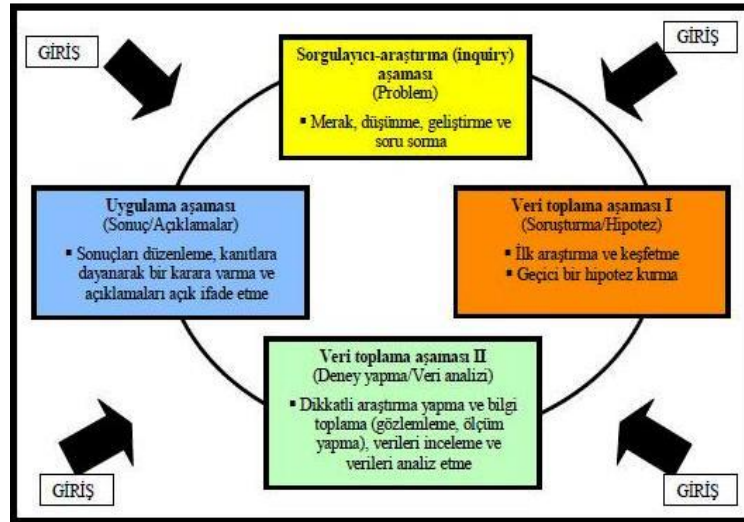 GİRİŞ
GİRİŞ
Sorgulayıcı-araştırma (inquiry)
aşaması
(Problem)
▪ Merak, düşünme, geliştirme ve
soru sorma
Uygulama aşaması
(Sonuç/Açıklamalar)
▪ Sonuçları düzenleme, kanıtlara
dayanarak bir karara varma ve
açıklamaları açık ifade etme
Veri toplama aşaması I
(Soruşturma/Hipotez)
▪ İlk araştırma ve keşfetme
▪ Geçici bir hipotez kurma
Veri toplama aşaması II
(Deney yapma/Veri analizi)
▪ Dikkatli araştırma yapma ve bilgi
toplama (gözlemleme, ölçüm
yapma), verileri inceleme ve
verileri analiz etme
GİRİŞ
GİRİŞ